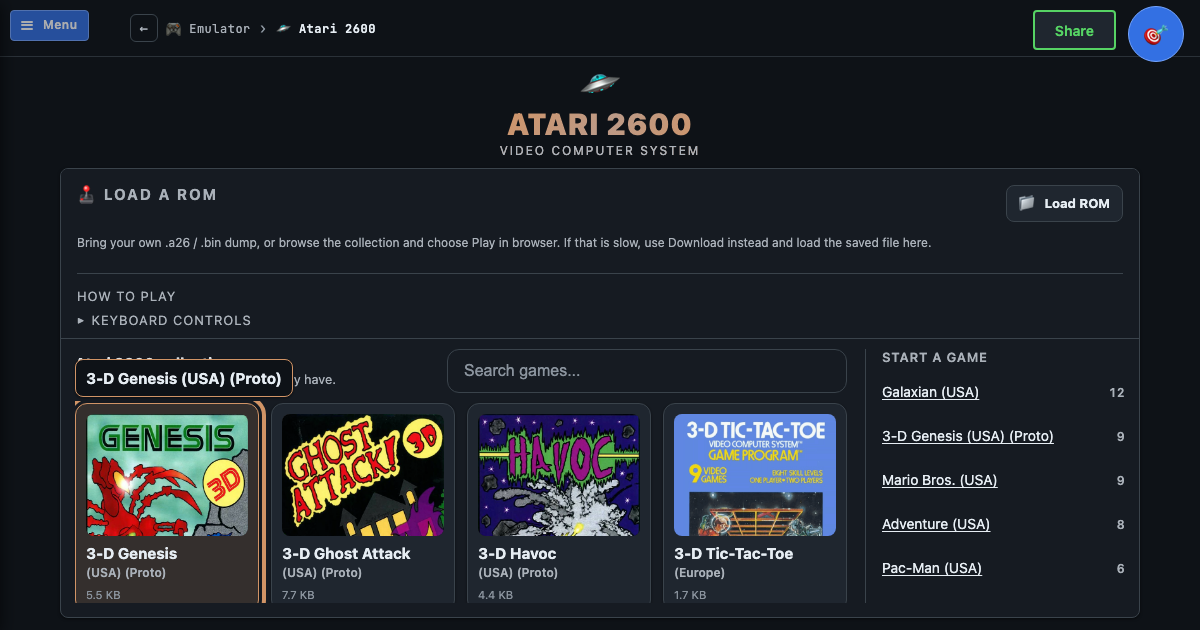 Menu
Emulator > Atari 2600
Share
ATARI 2600
VIDEO COMPUTER SYSTEM
LOAD A ROM
Load ROM
Bring your own .a26 / .bin dump, or browse the collection and choose Play in browser. If that is slow, use Download instead and load the saved file here.
HOW TO PLAY
KEYBOARD CONTROLS
3-D Genesis (USA) (Proto)
y have.
Search games...
GENESIS
3D
3-D Genesis
(USA) (Proto)
5.5 KB
GHOST
ATTACK!
3D
3-D Ghost Attack
(USA) (Proto)
7.7 KB
HAVOC
3-D Havoc
(USA) (Proto)
4.4 KB
3-D TIC-TAC-TOE
VIDEO COMPUTER SYSTEM™
GAME PROGRAM™
9 VIDEO GAMES
EIGHT SKILL LEVELS
ONE PLAYER • TWO PLAYERS
3-D Tic-Tac-Toe
(Europe)
1.7 KB
START A GAME
Galaxian (USA) 12
3-D Genesis (USA) (Proto) 9
Mario Bros. (USA) 9
Adventure (USA) 8
Pac-Man (USA) 6